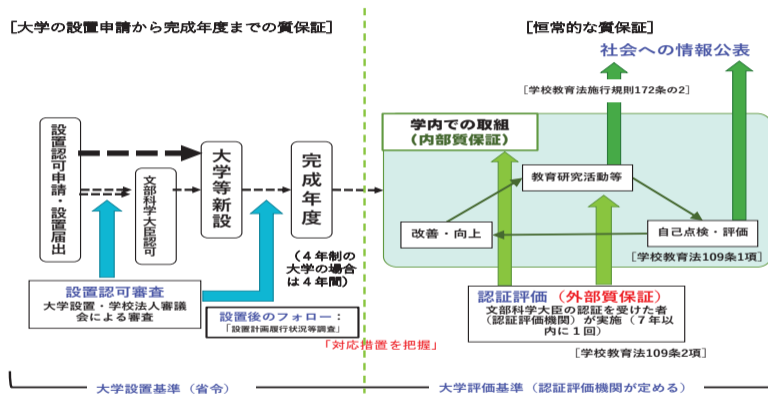 [大学の設置申請から完成年度までの質保証]
[恒常的な質保証]
社会への情報公表
[学校教育法施行規則172条の2]
設置認可申請・設置届出
文部科学大臣認可
大学等新設
完成年度
(4年制の
大学の場合
は4年間)
設置認可審査
大学設置・学校法人審議
会による審査
設置後のフォロー:
「設置計画履行状況等調査」
「対応措置を把握」
学内での取組
(内部質保証)
教育研究活動等
改善・向上
自己点検・評価
[学校教育法109条1項]
認証評価(外部質保証)
文部科学大臣の認証を受けた者
(認証評価機関)が実施(7年以
内に1回)
[学校教育法109条2項]
大学設置基準(省令)
大学評価基準(認証評価機関が定める)